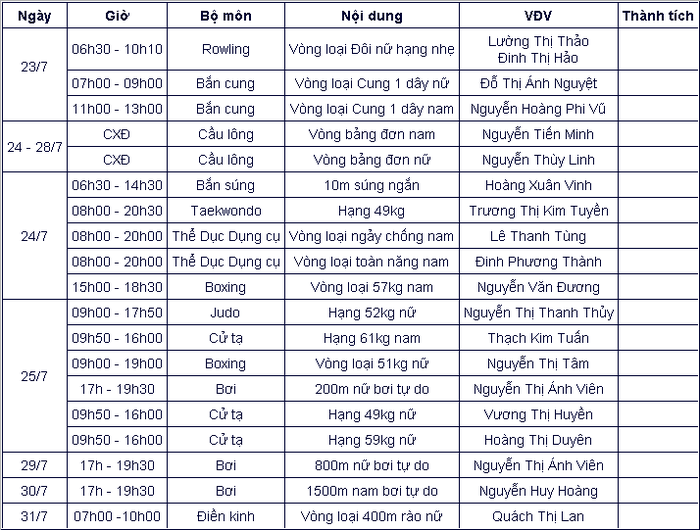 Ngày Giờ Bộ môn Nội dung VĐV Thành tích
23/7
06h30 - 10h10 Rowling Vòng loại Đôi nữ hạng nhẹ Lường Thị Thảo
Đinh Thị Hảo
07h00 - 09h00 Bắn cung Vòng loại Cung 1 dây nữ Đỗ Thị Ánh Nguyệt
11h00 - 13h00 Bắn cung Vòng loại Cung 1 dây nam Nguyễn Hoàng Phi Vũ
24 - 28/7
CXĐ Cầu lông Vòng bảng đơn nam Nguyễn Tiến Minh
CXĐ Cầu lông Vòng bảng đơn nữ Nguyễn Thùy Linh
24/7
06h30 - 14h30 Bắn súng 10m súng ngắn Hoàng Xuân Vinh
08h00 - 20h30 Taekwondo Hạng 49kg Trương Thị Kim Tuyền
08h00 - 20h00 Thể Dục Dụng cụ Vòng loại ngảy chống nam Lê Thanh Tùng
08h00 - 20h00 Thể Dục Dụng cụ Vòng loại toàn năng nam Đinh Phương Thành
15h00 - 18h30 Boxing Vòng loại 57kg nam Nguyễn Văn Đương
25/7
09h00 - 17h50 Judo Hạng 52kg nữ Nguyễn Thị Thanh Thủy
09h50 - 16h00 Cử tạ Hạng 61kg nam Thạch Kim Tuấn
09h00 - 19h00 Boxing Vòng loại 51kg nữ Nguyễn Thị Tâm
17h - 19h30 Bơi 200m nữ bơi tự do Nguyễn Thị Ánh Viên
09h50 - 16h00 Cử tạ Hạng 49kg nữ Vương Thị Huyền
09h50 - 16h00 Cử tạ Hạng 59kg nữ Hoàng Thị Duyên
29/7 17h - 19h30 Bơi 800m nữ bơi tự do Nguyễn Thị Ánh Viên
30/7 17h - 19h30 Bơi 1500m nam bơi tự do Nguyễn Huy Hoàng
31/7 07h00 -10h00 Điền kinh Vòng loại 400m rào nữ Quách Thị Lan